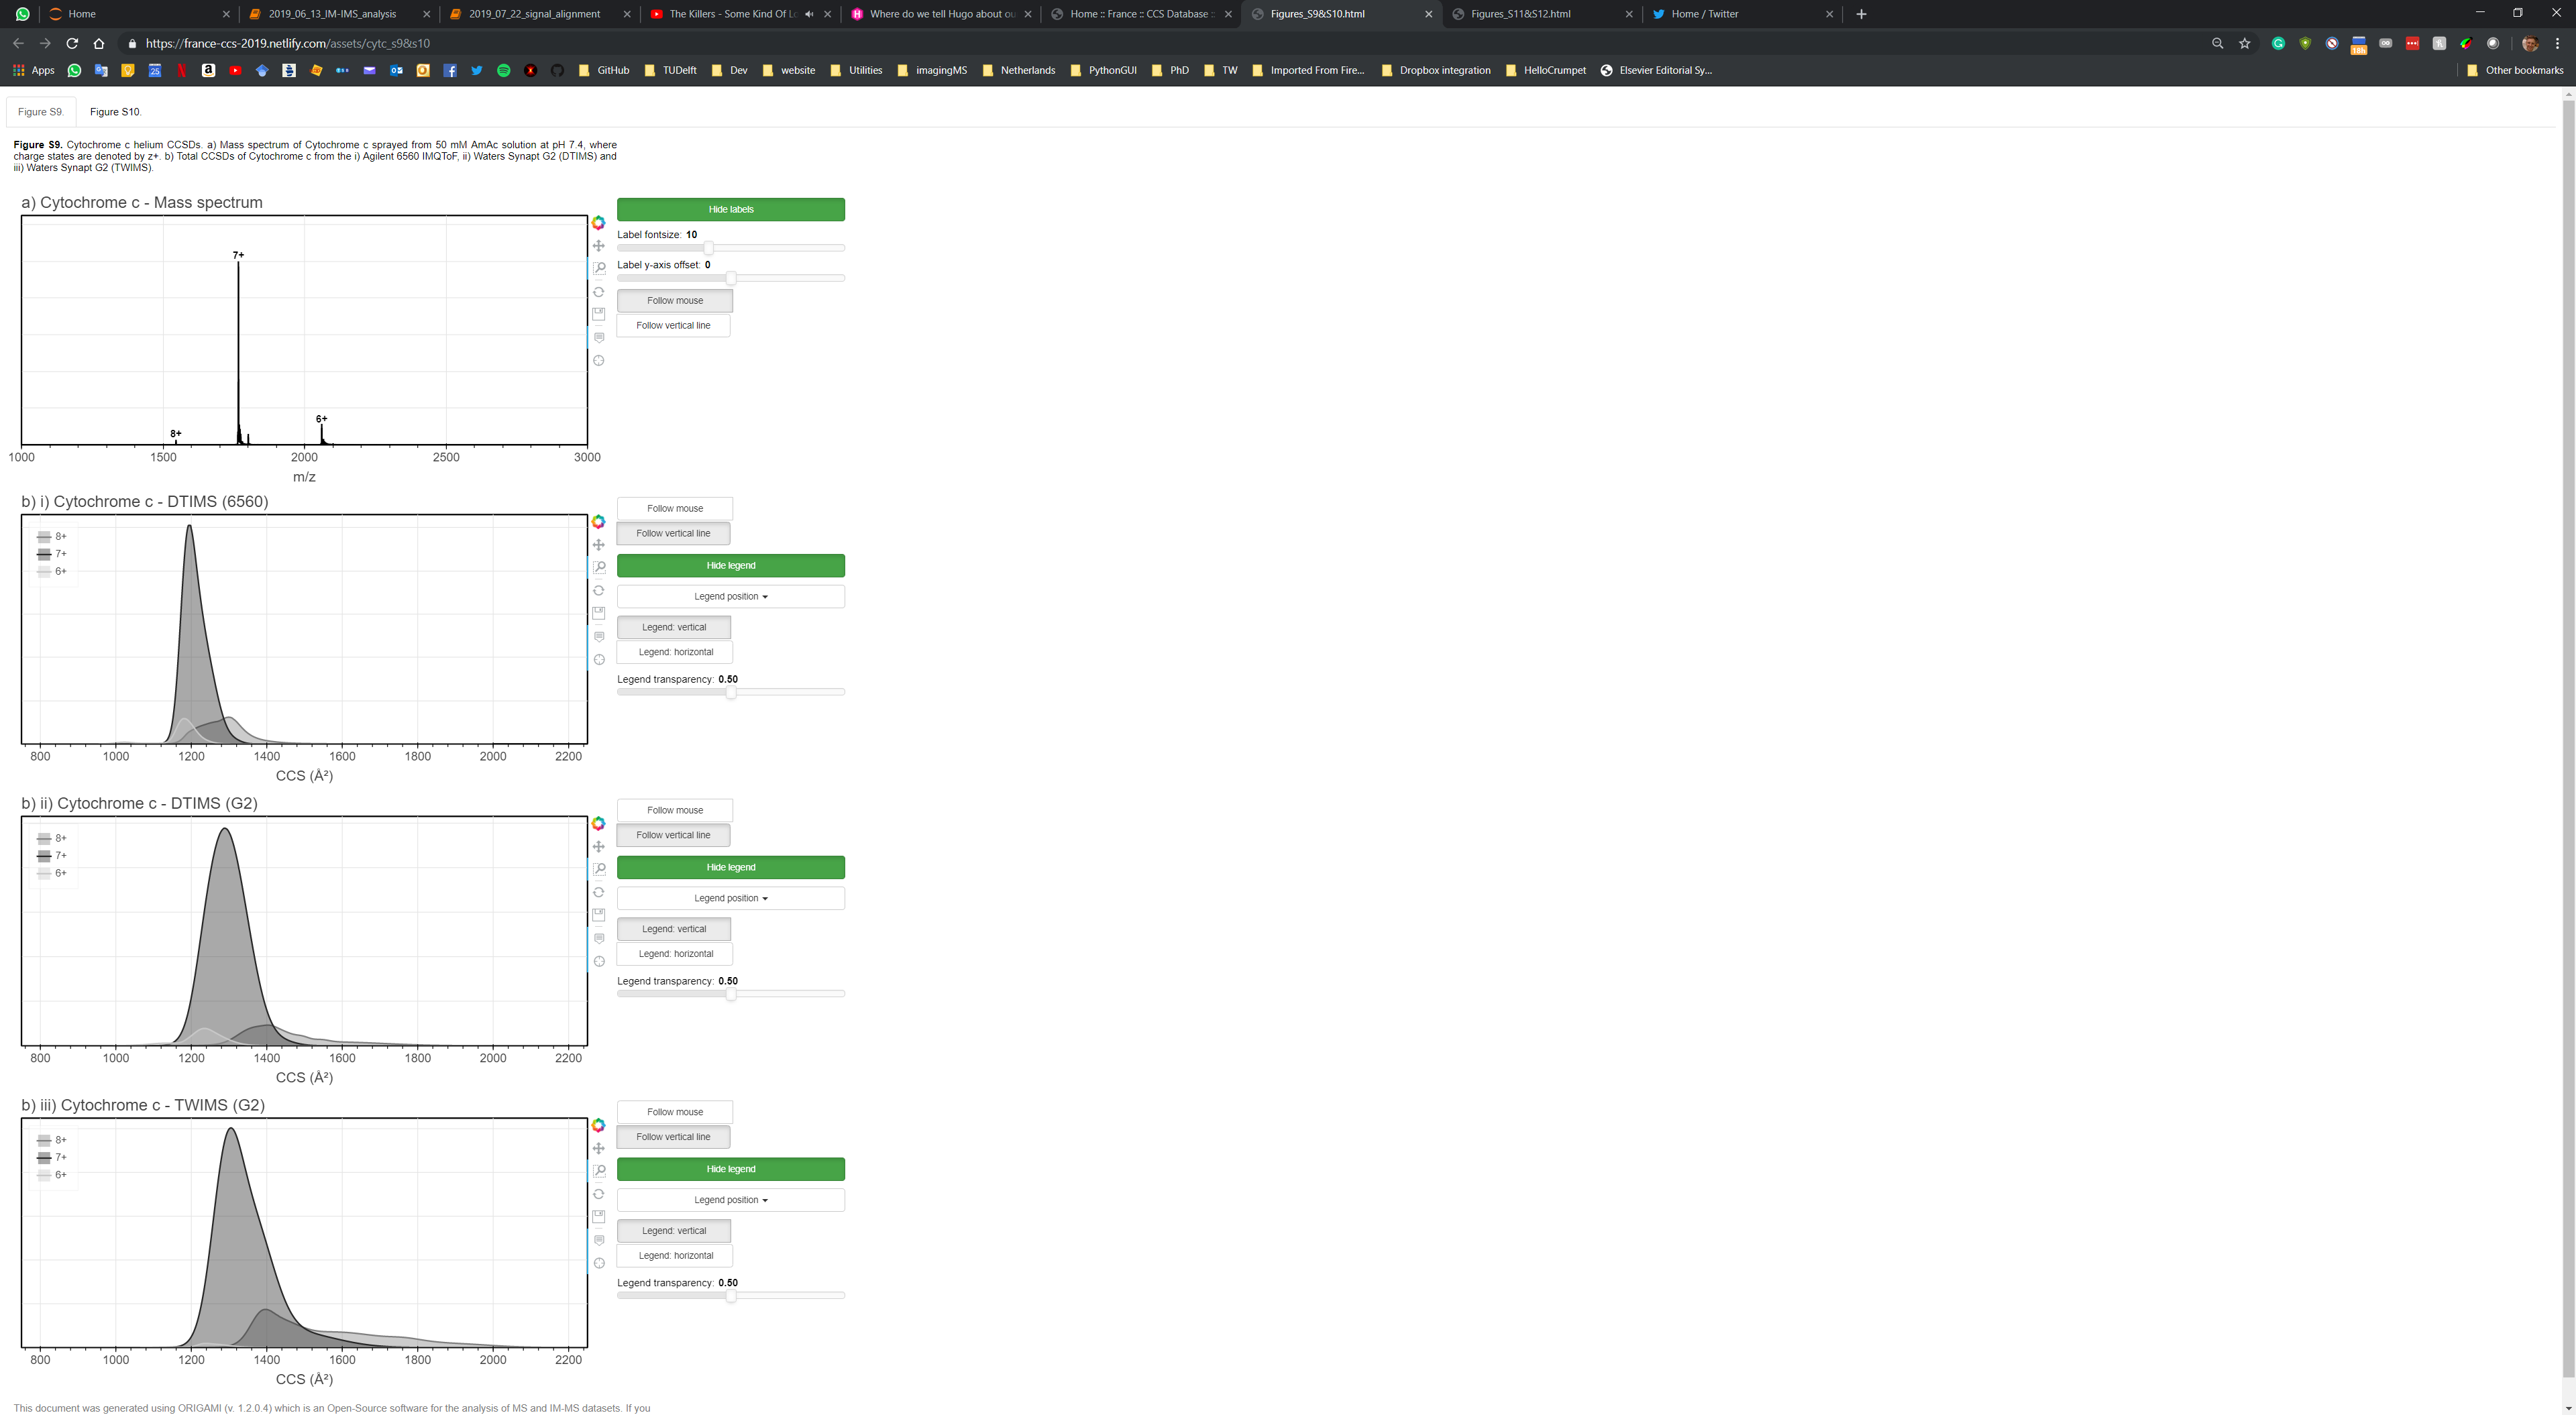 Home
2019_06_13_IM-IMS_analysis
2019_07_22_signal_alignment
The Killers - Some Kind Of Lo
Where do we tell Hugo about ou
Home :: France :: CCS Database ::
Figures_S9&S10.html
Figures_S11&S12.html
Home / Twitter
https://france-ccs-2019.netlify.com/assets/cytc_s9&s10
Apps
GitHub
TUDelft
Dev
website
Utilities
imagingMS
Netherlands
PythonGUI
PhD
TW
Imported From Fire...
Dropbox integration
HelloCrumpet
Elsevier Editorial Sy...
Other bookmarks
Figure S9.
Figure S10.
Figure S9. Cytochrome c helium CCSDs. a) Mass spectrum of Cytochrome c sprayed from 50 mM AmAc solution at pH 7.4, where
charge states are denoted by z+. b) Total CCSDs of Cytochrome c from the i) Agilent 6560 IMQToF, ii) Waters Synapt G2 (DTIMS) and
iii) Waters Synapt G2 (TWIMS).
a) Cytochrome c - Mass spectrum
7+
6+
8+
1000 1500 2000 2500 3000
m/z
Hide labels
Label fontsize: 10
Label y-axis offset: 0
Follow mouse
Follow vertical line
b) i) Cytochrome c - DTIMS (6560)
8+
7+
6+
800 1000 1200 1400 1600 1800 2000 2200
CCS (Å²)
Follow mouse
Follow vertical line
Hide legend
Legend position
Legend: vertical
Legend: horizontal
Legend transparency: 0.50
b) ii) Cytochrome c - DTIMS (G2)
8+
7+
6+
800 1000 1200 1400 1600 1800 2000 2200
CCS (Å²)
Follow mouse
Follow vertical line
Hide legend
Legend position
Legend: vertical
Legend: horizontal
Legend transparency: 0.50
b) iii) Cytochrome c - TWIMS (G2)
8+
7+
6+
800 1000 1200 1400 1600 1800 2000 2200
CCS (Å²)
Follow mouse
Follow vertical line
Hide legend
Legend position
Legend: vertical
Legend: horizontal
Legend transparency: 0.50
This document was generated using ORIGAMI (v. 1.2.0.4) which is an Open-Source software for the analysis of MS and IM-MS datasets. If you